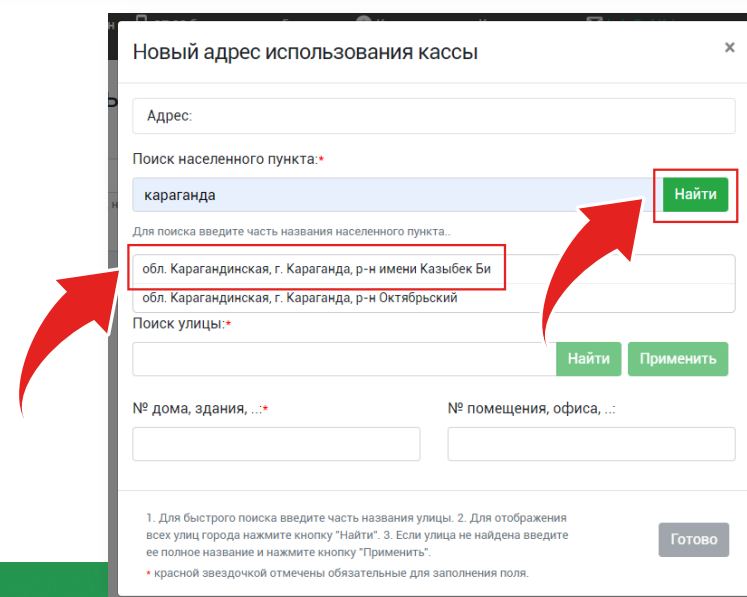 Новый адрес использования кассы ×
Адрес:
Поиск населенного пункта:*
караганда Найти
Для поиска введите часть названия населенного пункта..
обл. Карагандинская, г. Караганда, р-н имени Казыбек Би
обл. Карагандинская, г. Караганда, р-н Октябрьский
Поиск улицы:*
Найти Применить
№ дома, здания, ..:* № помещения, офиса, ..:
1. Для быстрого поиска введите часть названия улицы. 2. Для отображения
всех улиц города нажмите кнопку "Найти". 3. Если улица не найдена введите
ее полное название и нажмите кнопку "Применить".
Готово
* красной звездочкой отмечены обязательные для заполнения поля.